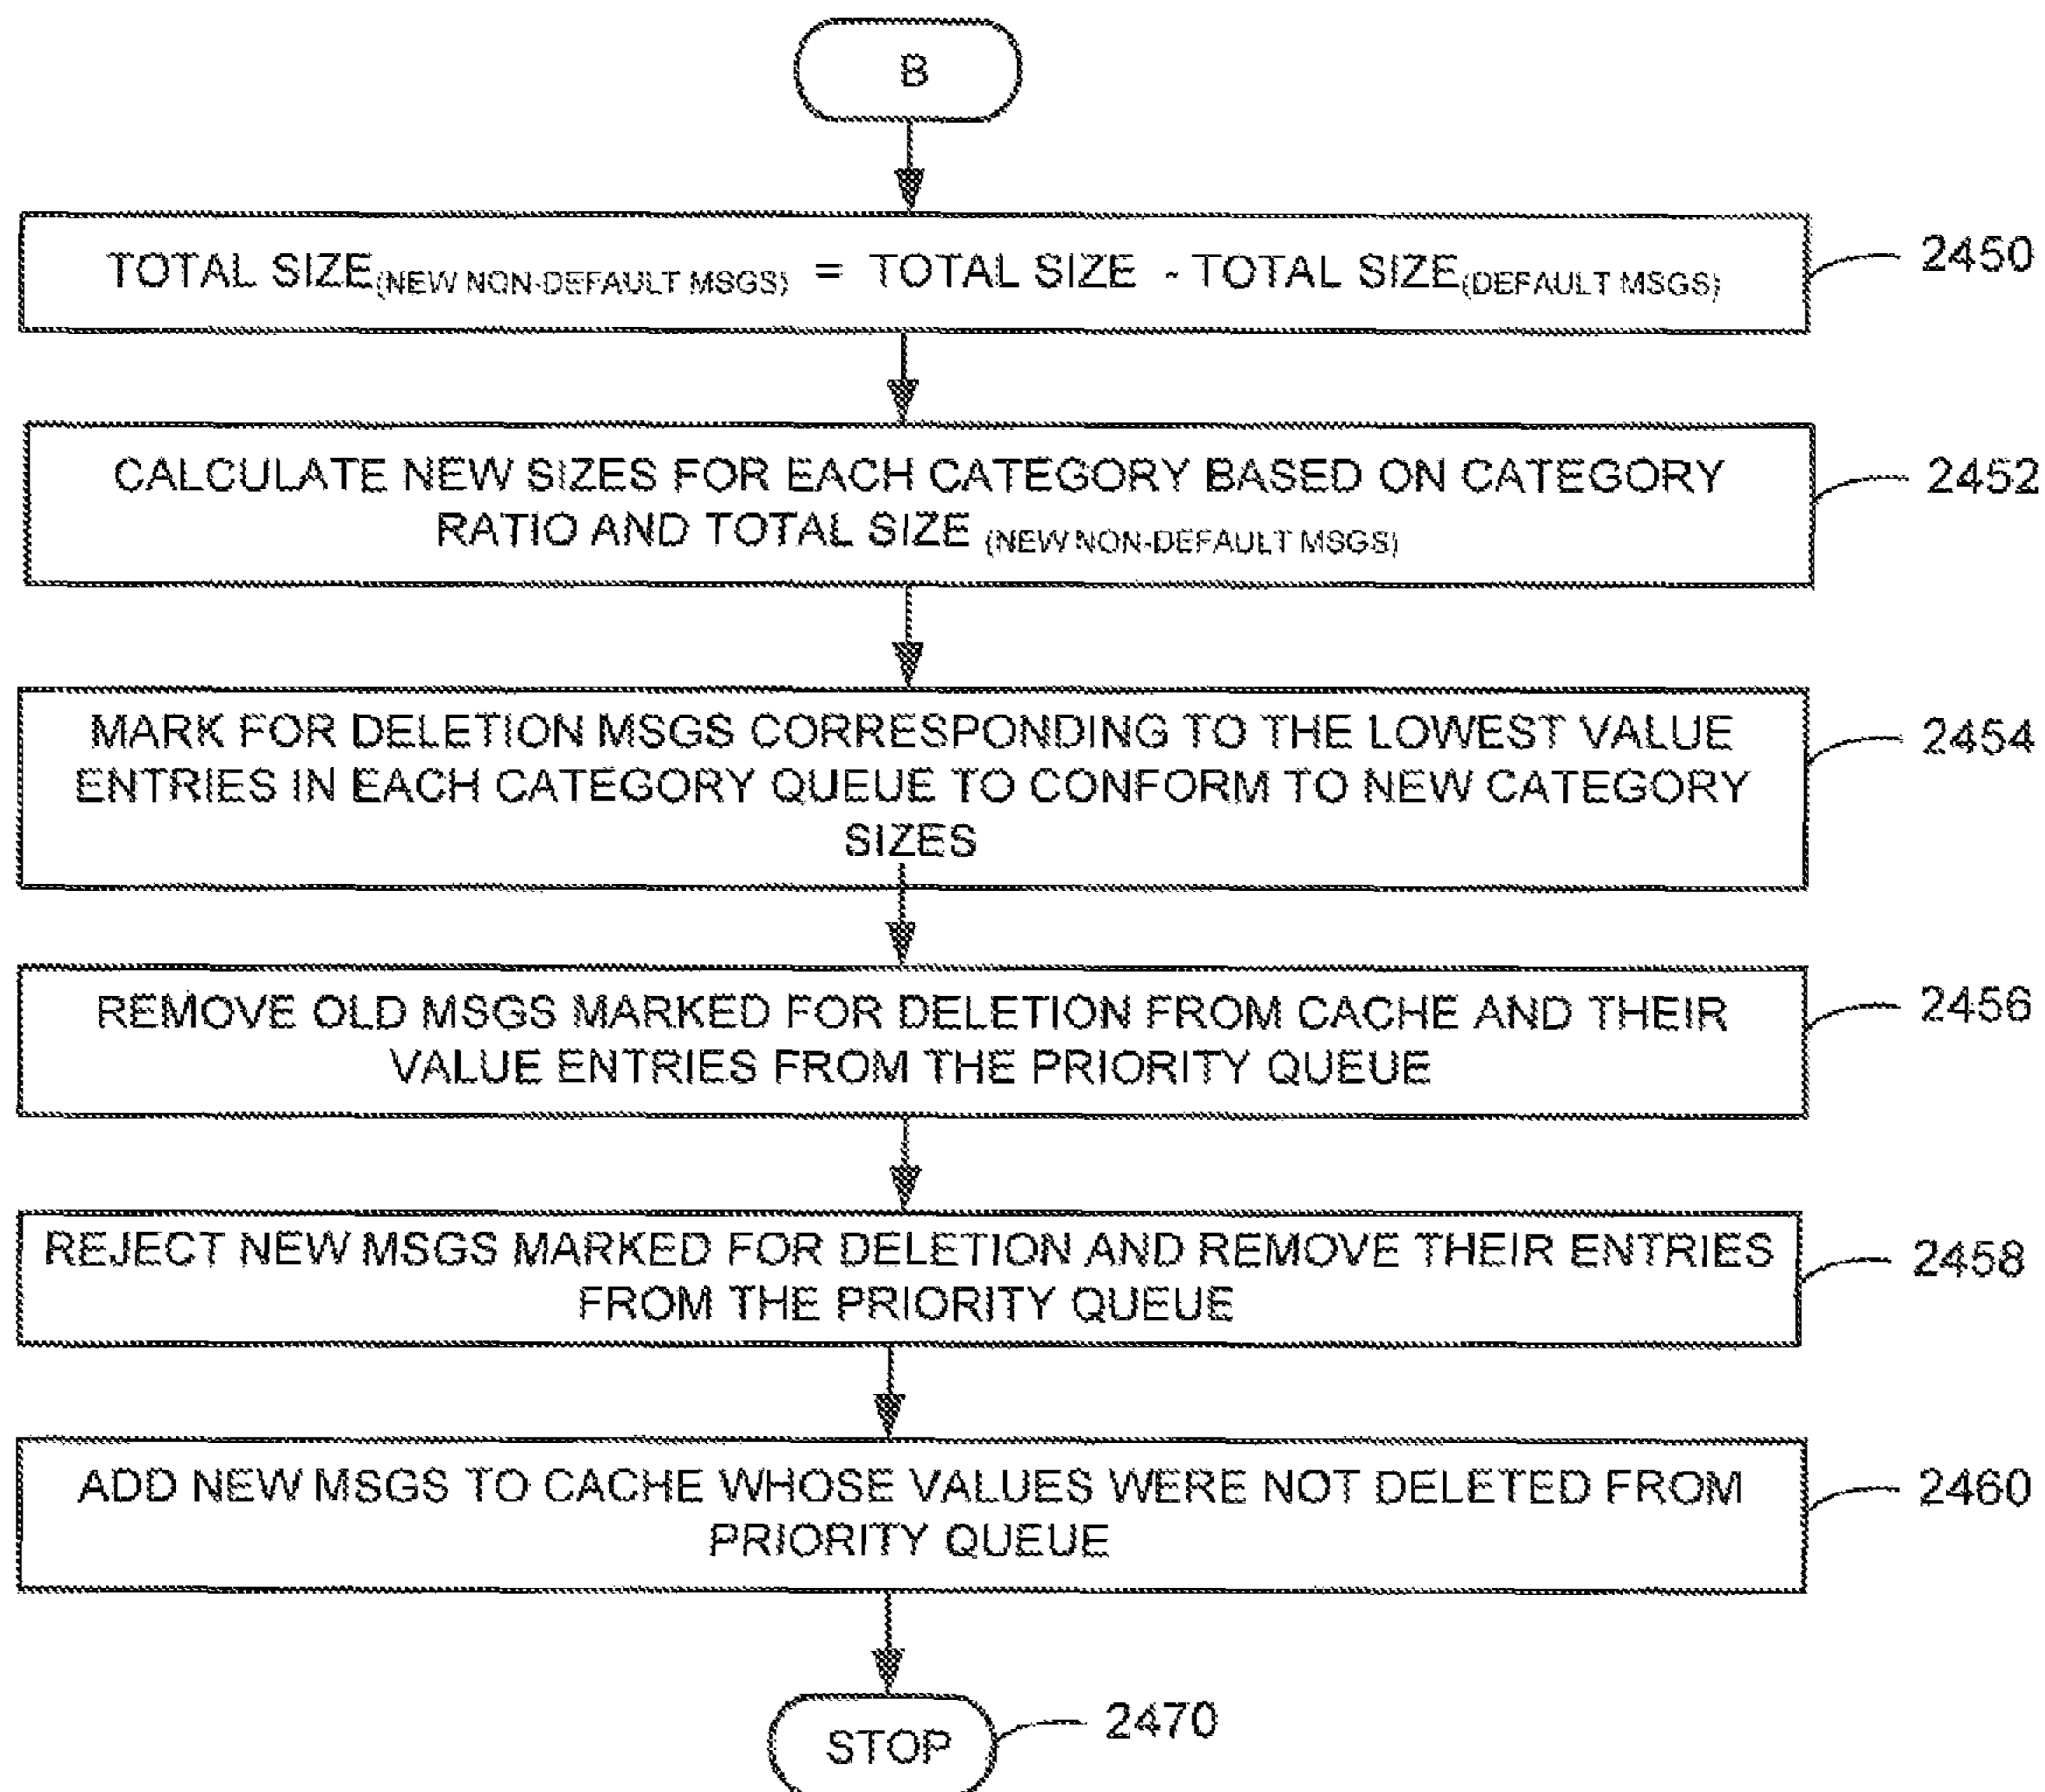 B
TOTAL SIZE(NEW NON-DEFAULT MSGS) = TOTAL SIZE - TOTAL SIZE(DEFAULT MSGS)
2450
CALCULATE NEW SIZES FOR EACH CATEGORY BASED ON CATEGORY
RATIO AND TOTAL SIZE (NEW NON-DEFAULT MSGS)
2452
MARK FOR DELETION MSGS CORRESPONDING TO THE LOWEST VALUE
ENTRIES IN EACH CATEGORY QUEUE TO CONFORM TO NEW CATEGORY
SIZES
2454
REMOVE OLD MSGS MARKED FOR DELETION FROM CACHE AND THEIR
VALUE ENTRIES FROM THE PRIORITY QUEUE
2456
REJECT NEW MSGS MARKED FOR DELETION AND REMOVE THEIR ENTRIES
FROM THE PRIORITY QUEUE
2458
ADD NEW MSGS TO CACHE WHOSE VALUES WERE NOT DELETED FROM
PRIORITY QUEUE
2460
STOP
2470